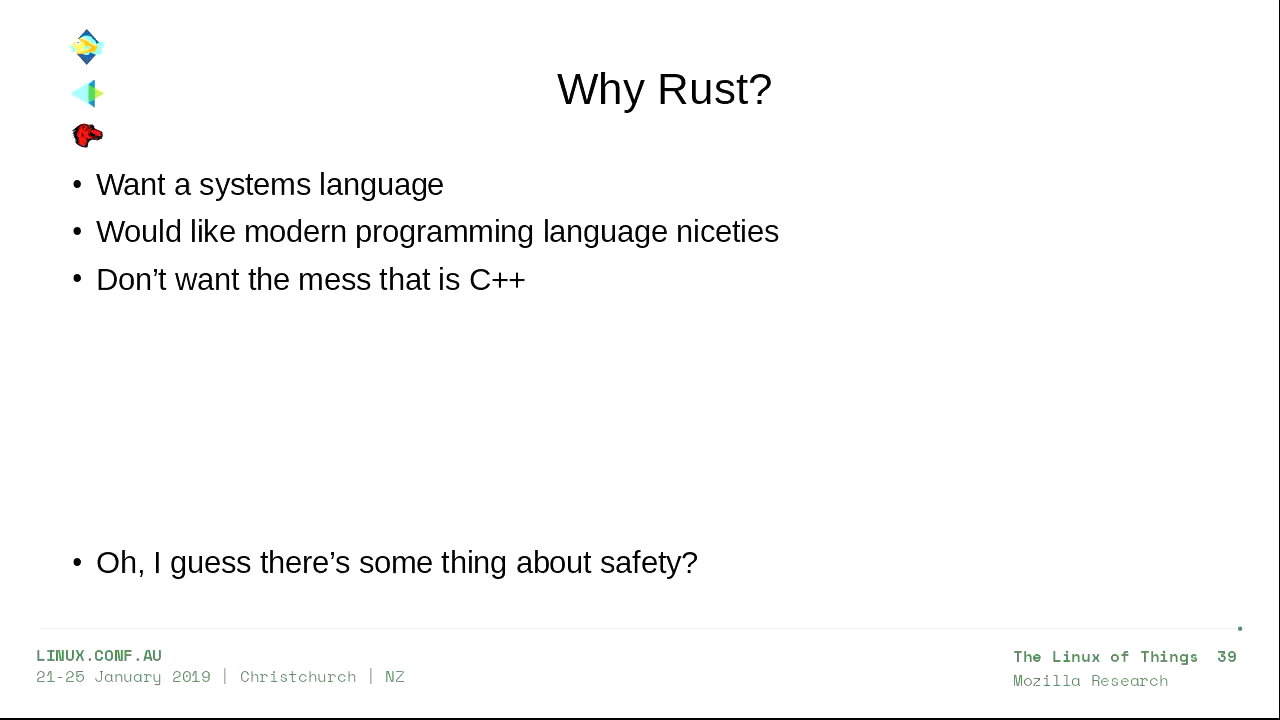 Why Rust?
• Want a systems language
• Would like modern programming language niceties
• Don’t want the mess that is C++
• Oh, I guess there’s some thing about safety?
LINUX.CONF.AU
21-25 January 2019 | Christchurch | NZ
The Linux of Things 39
Mozilla Research